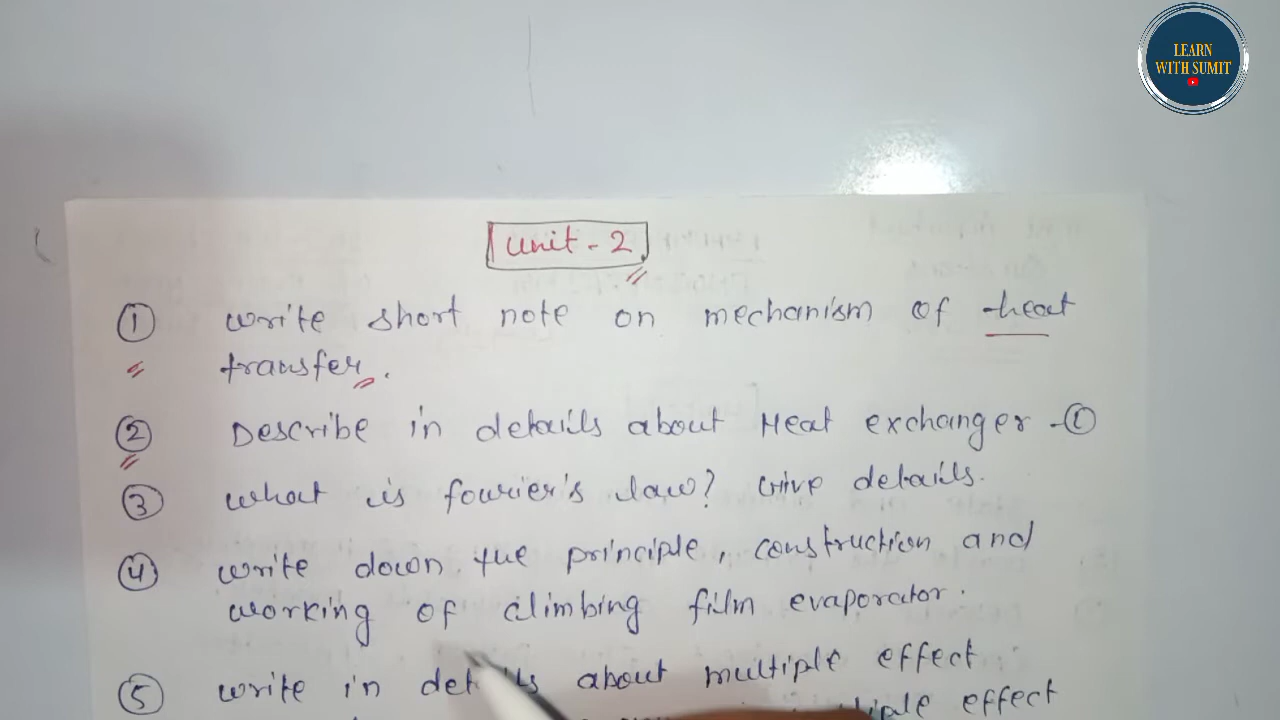 LEARN
WITH SUMIT
Unit - 2
① write short note on mechanism of heat
transfer.
② Describe in details about Heat exchanger -①
③ what is fourier's law? Give details.
④ write down the principle, construction and
working of climbing film evaporator.
⑤ write in details about multiple effect
effect